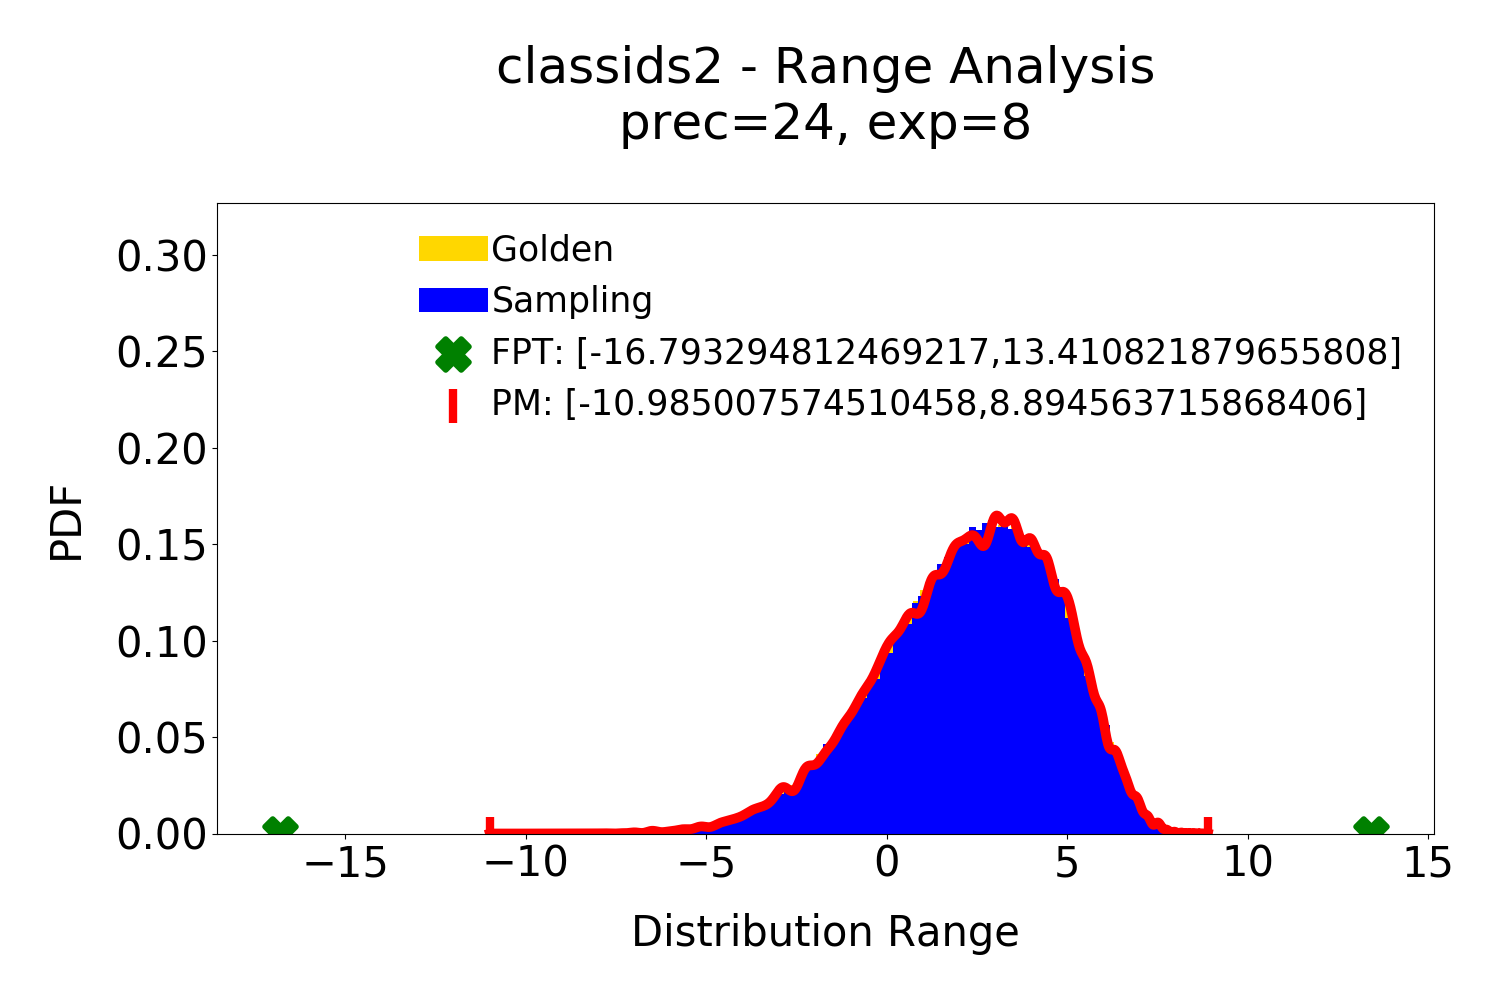 classids2 - Range Analysis
prec=24, exp=8
Golden
Sampling
FPT: [-16.793294812469217,13.410821879655808]
PM: [-10.985007574510458,8.894563715868406]
0.30
0.25
0.20
0.15
0.10
0.05
0.00
PDF
−15
−10
−5
0
5
10
15
Distribution Range